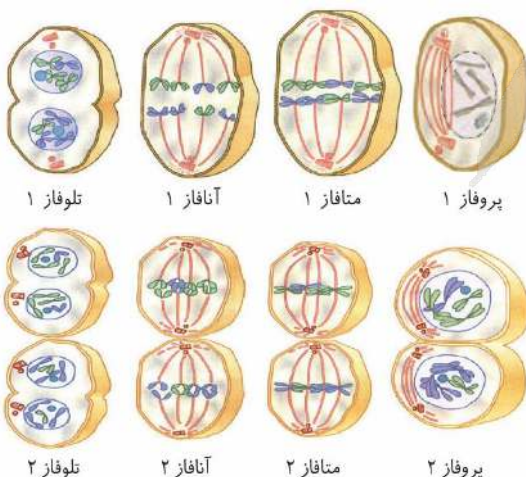 پروفاز ۱ متافاز ۱ آنافاز ۱ تلوفاز ۱
پروفاز ۲ متافاز ۲ آنافاز ۲ تلوفاز ۲